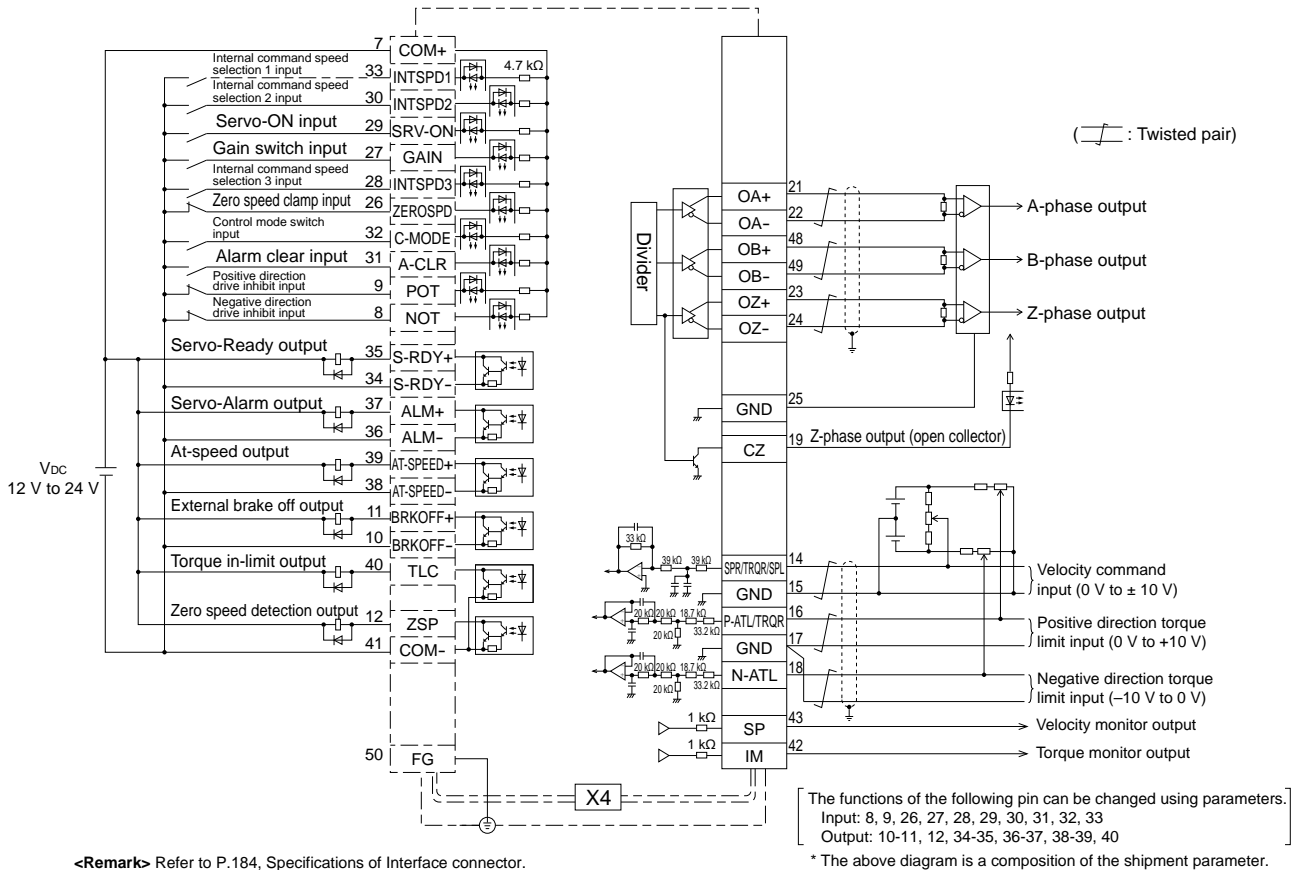 7 COM+
Internal command speed
selection 1 input
33 INTSPD1
4.7 kΩ
Internal command speed
selection 2 input
30 INTSPD2
Servo-ON input 29 SRV-ON
Gain switch input 27 GAIN
Internal command speed
selection 3 input
28 INTSPD3
Zero speed clamp input 26 ZEROSPD
Control mode switch
input
32 C-MODE
Alarm clear input 31 A-CLR
Positive direction
drive inhibit input
9 POT
Negative direction
drive inhibit input
8 NOT
Servo-Ready output 35 S-RDY+
34 S-RDY−
Servo-Alarm output 37 ALM+
36 ALM−
At-speed output 39 AT-SPEED+
38 AT-SPEED−
VDC
12 V to 24 V
External brake off output 11 BRKOFF+
10 BRKOFF−
Torque in-limit output 40 TLC
Zero speed detection output 12 ZSP
41 COM−
50 FG
X4
( : Twisted pair)
Divider
OA+ 21
OA− 22
A-phase output
OB+ 48
OB− 49
B-phase output
OZ+ 23
OZ− 24
Z-phase output
GND 25
CZ 19 Z-phase output (open collector)
33 kΩ
39 kΩ 39 kΩ
SPR/TRQR/SPL 14
GND 15
Velocity command
input (0 V to ± 10 V)
20 kΩ 20 kΩ 18.7 kΩ
20 kΩ 33.2 kΩ
P-ATL/TRQR 16
GND 17
Positive direction torque
limit input (0 V to +10 V)
20 kΩ 20 kΩ 18.7 kΩ
20 kΩ 33.2 kΩ
N-ATL 18
Negative direction torque
limit input (–10 V to 0 V)
1 kΩ SP 43 Velocity monitor output
1 kΩ IM 42 Torque monitor output
The functions of the following pin can be changed using parameters.
Input: 8, 9, 26, 27, 28, 29, 30, 31, 32, 33
Output: 10-11, 12, 34-35, 36-37, 38-39, 40
<Remark> Refer to P.184, Specifications of Interface connector.
* The above diagram is a composition of the shipment parameter.